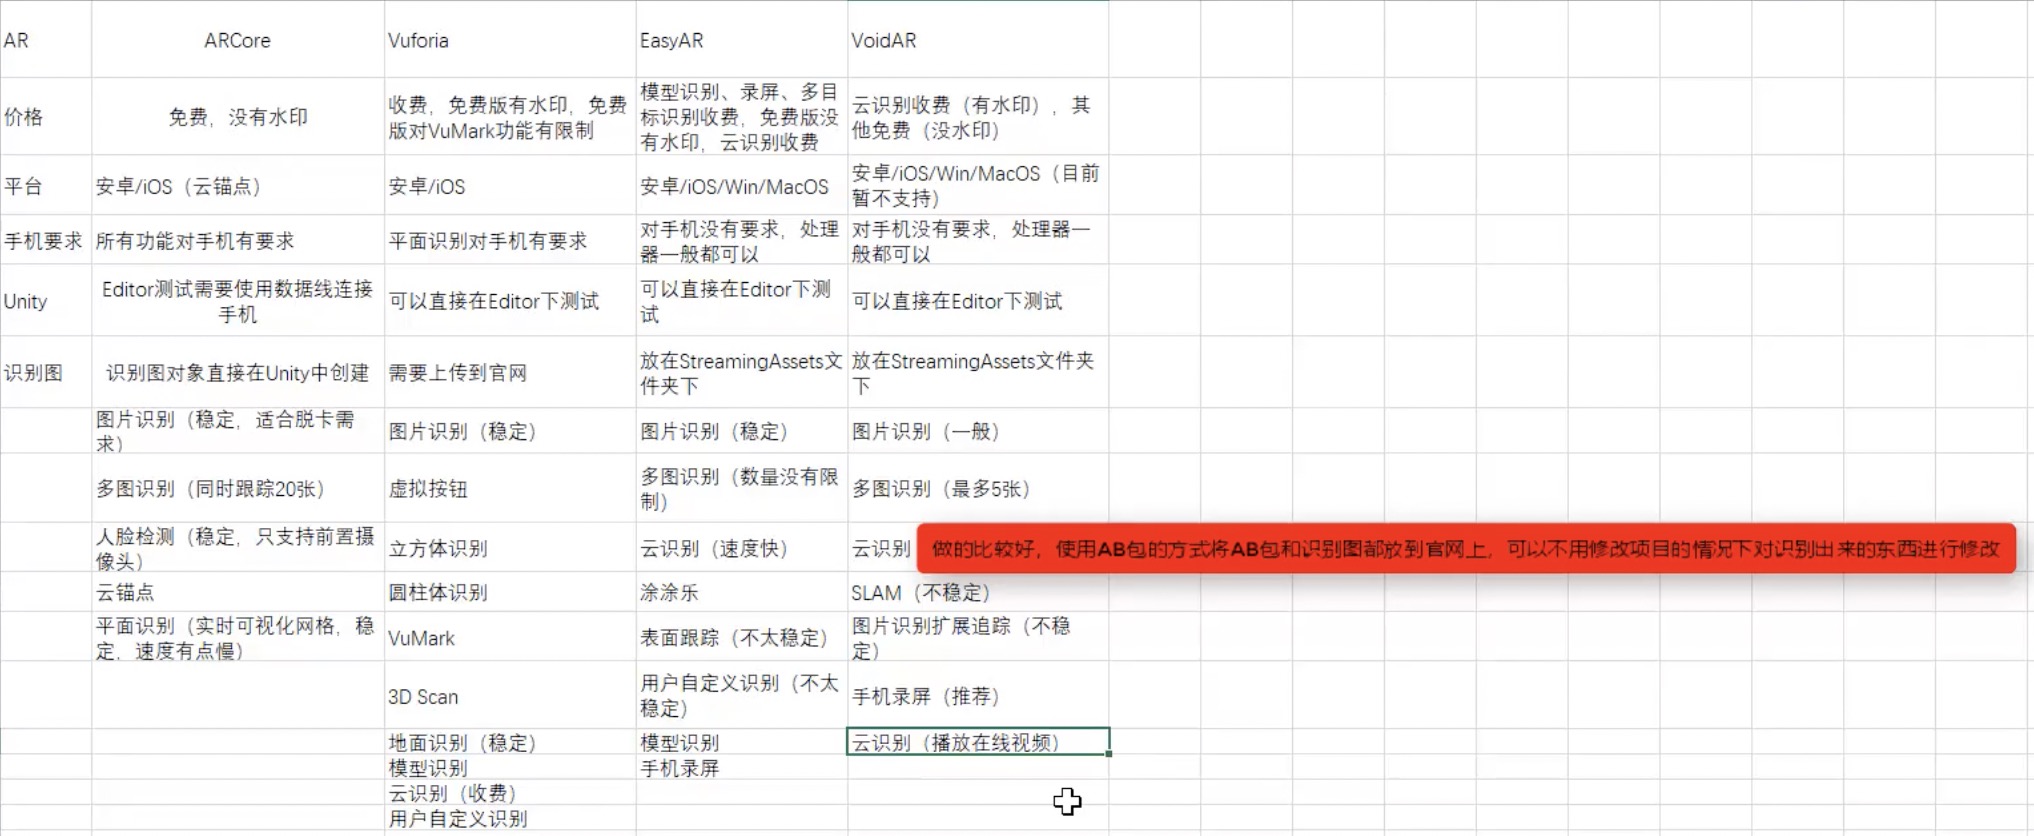 AR ARCore Vuforia EasyAR VoidAR
价格
免费，没有水印
收费，免费版有水印，免费
版对VuMark功能有限制
模型识别、录屏、多目
标识别收费，免费版没
有水印，云识别收费
云识别收费（有水印），其
他免费（没水印）
平台
安卓/iOS（云锚点）
安卓/iOS
安卓/iOS/Win/MacOS
安卓/iOS/Win/MacOS（目前
暂不支持）
手机要求
所有功能对手机有要求
平面识别对手机有要求
对手机没有要求，处理
器一般都可以
对手机没有要求，处理器一
般都可以
Unity
Editor测试需要使用数据线连接
手机
可以直接在Editor下测试
可以直接在Editor下测
试
可以直接在Editor下测试
识别图
识别图对象直接在Unity中创建
需要上传到官网
放在StreamingAssets文
件夹下
放在StreamingAssets文件夹
下
图片识别（稳定，适合脱卡需
求）
图片识别（稳定）
图片识别（稳定）
图片识别（一般）
多图识别（同时跟踪20张）
虚拟按钮
多图识别（数量没有限
制）
多图识别（最多5张）
人脸检测（稳定，只支持前置摄
像头）
立方体识别
云识别（速度快）
云识别
做的比较好，使用AB包的方式将AB包和识别图都放到官网上，可以不用修改项目的情况下对识别出来的东西进行修改
云锚点
圆柱体识别
涂涂乐
SLAM（不稳定）
平面识别（实时可视化网格，稳
定，速度有点慢）
VuMark
表面跟踪（不太稳定）
图片识别扩展追踪（不稳
定）
3D Scan
用户自定义识别（不太
稳定）
手机录屏（推荐）
地面识别（稳定）
模型识别
云识别（播放在线视频）
模型识别
手机录屏
云识别（收费）
用户自定义识别